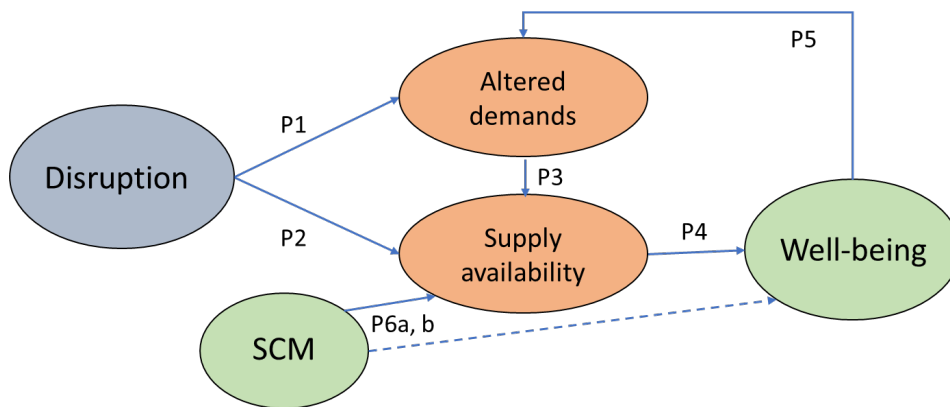 P5
Altered
demands
P1
Disruption
P3
P2
Supply
availability
P4
Well-being
P6a, b
SCM